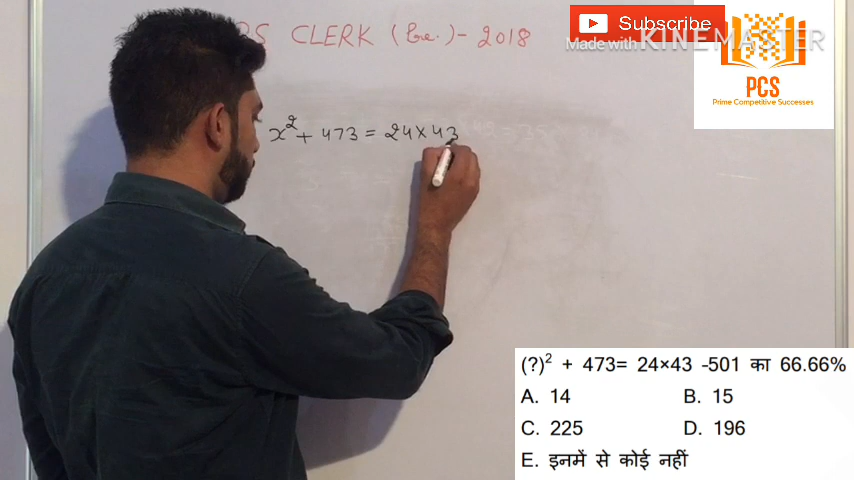 Subscribe
PS CLERK (Pre.) - 2018
Made with KINEMASTER
PCS
Prime Competitive Successes
x² + 473 = 24×43
(?)² + 473= 24×43 -501 का 66.66%
A. 14 B. 15
C. 225 D. 196
E. इनमें से कोई नहीं